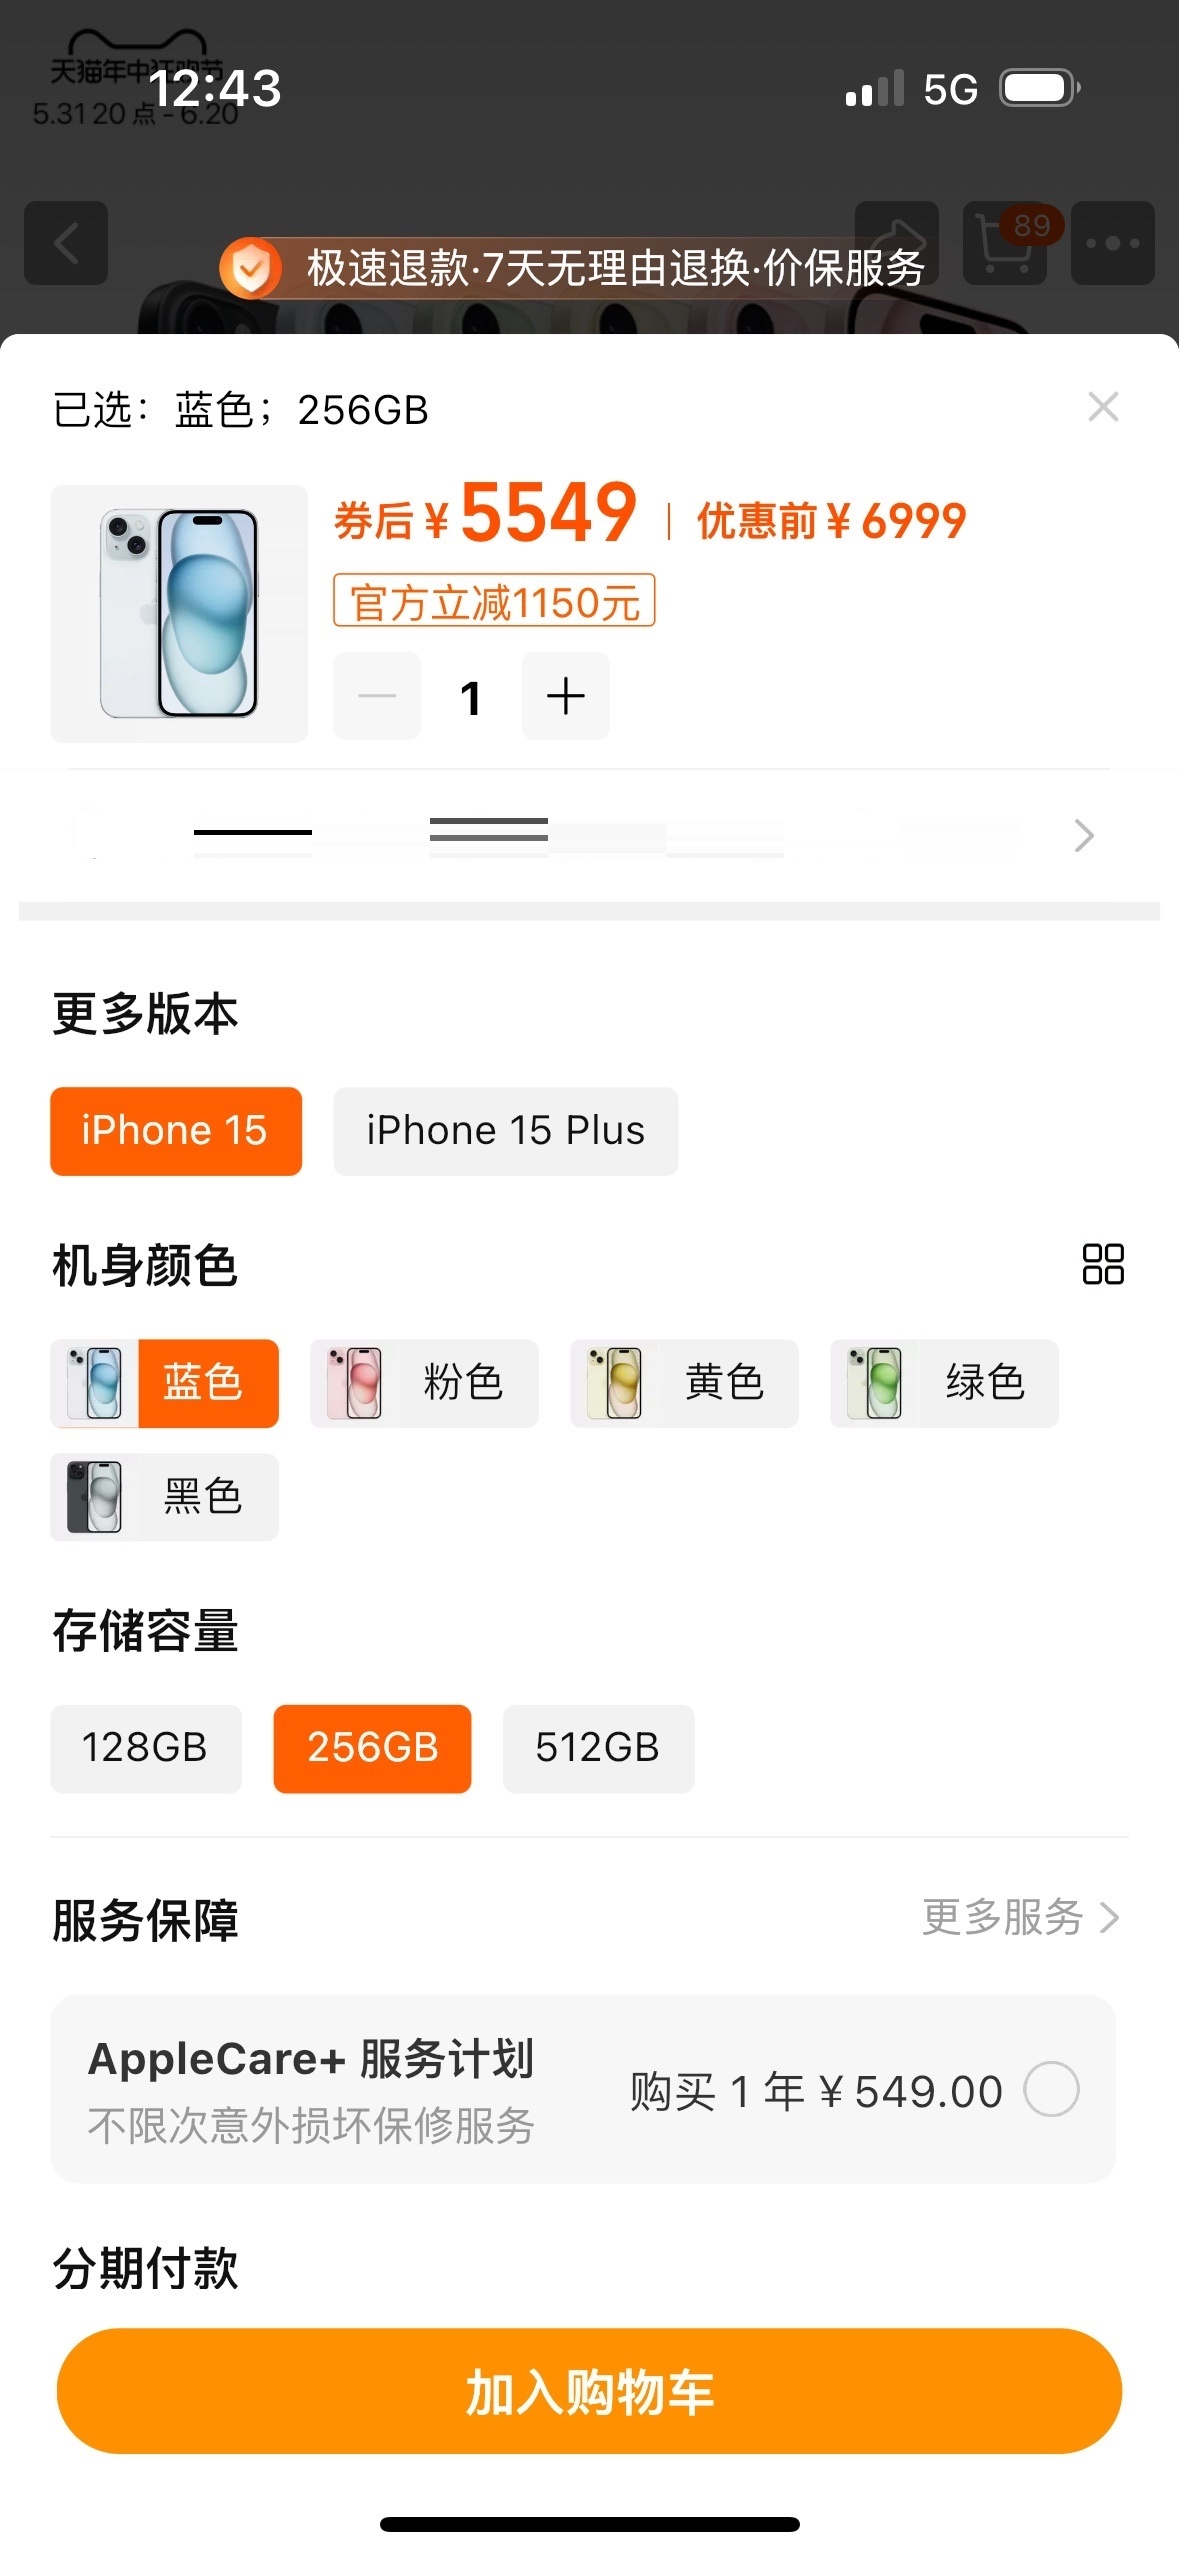 天猫年中狂购节
12:43
5G
5.31 20 点 - 6.20
89
极速退款·7天无理由退换·价保服务
已选：蓝色；256GB
券后 ¥ 5549 | 优惠前 ¥ 6999
官方立减1150元
1
更多版本
iPhone 15
iPhone 15 Plus
机身颜色
蓝色
粉色
黄色
绿色
黑色
存储容量
128GB
256GB
512GB
服务保障
更多服务
AppleCare+ 服务计划
不限次意外损坏保修服务
购买 1 年 ¥ 549.00
分期付款
加入购物车